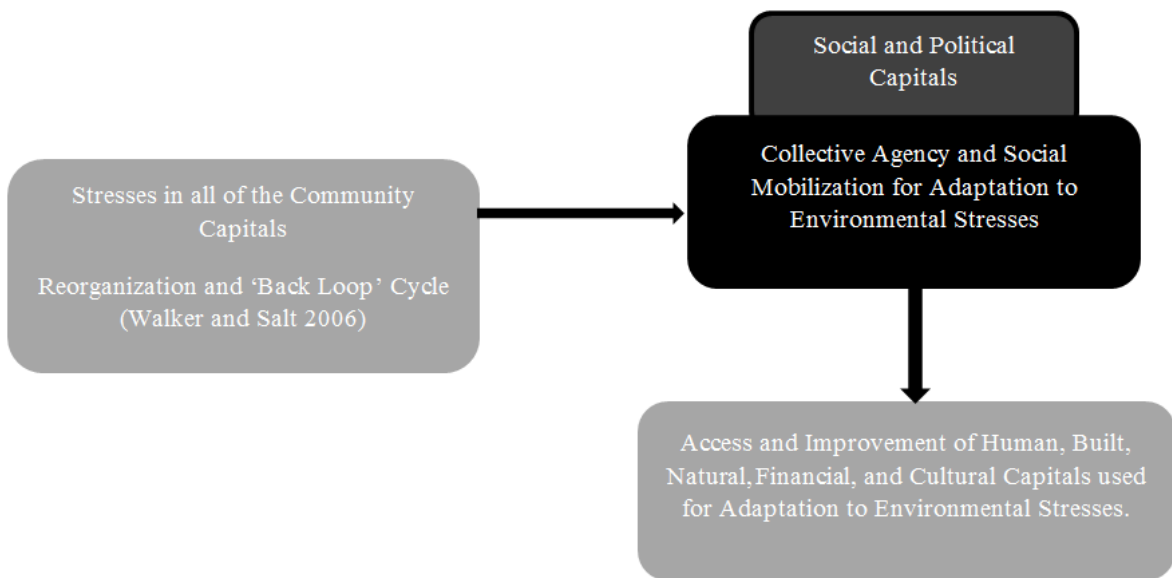 Social and Political
Capitals
Collective Agency and Social
Mobilization for Adaptation to
Environmental Stresses
Stresses in all of the Community
Capitals
Reorganization and ‘Back Loop’ Cycle
(Walker and Salt 2006)
Access and Improvement of Human, Built,
Natural,Financial, and Cultural Capitals used
for Adaptation to Environmental Stresses.